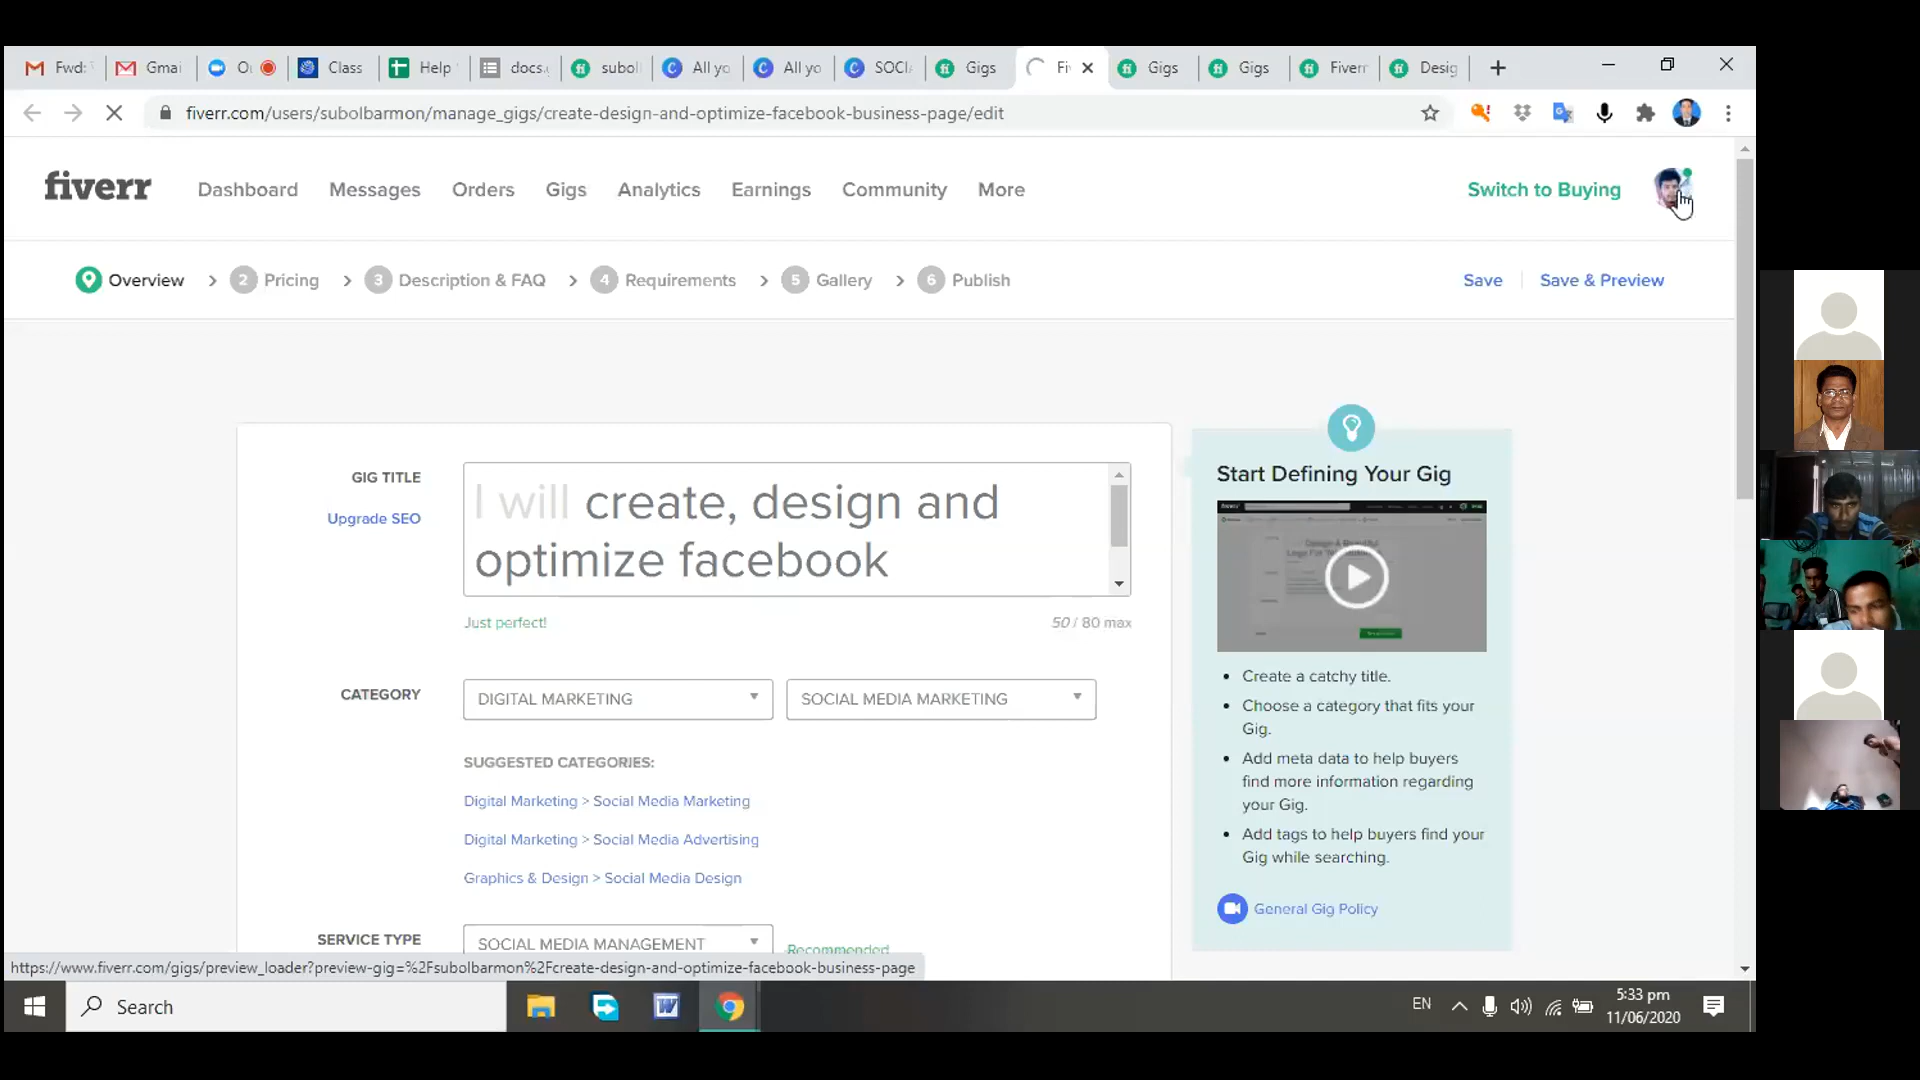 Fwd:
Gmai
Class
Help
docs.
subol
All yo
All yo
SOCI
Gigs
Fi
Gigs
Gigs
Fiverr
Desig
fiverr.com/users/subolbarmon/manage_gigs/create-design-and-optimize-facebook-business-page/edit
fiverr Dashboard Messages Orders Gigs Analytics Earnings Community More Switch to Buying
Overview 2 Pricing 3 Description & FAQ 4 Requirements 5 Gallery 6 Publish Save Save & Preview
GIG TITLE
Upgrade SEO
I will create, design and
optimize facebook
Just perfect! 50 / 80 max
CATEGORY
DIGITAL MARKETING SOCIAL MEDIA MARKETING
SUGGESTED CATEGORIES:
Digital Marketing > Social Media Marketing
Digital Marketing > Social Media Advertising
Graphics & Design > Social Media Design
SERVICE TYPE
SOCIAL MEDIA MANAGEMENT
Recommended
Start Defining Your Gig
• Create a catchy title.
• Choose a category that fits your
Gig.
• Add meta data to help buyers
find more information regarding
your Gig.
• Add tags to help buyers find your
Gig while searching.
General Gig Policy
https://www.fiverr.com/gigs/preview_loader?preview-gig=%2Fsubolbarmon%2Fcreate-design-and-optimize-facebook-business-page
Search
EN
5:33 pm
11/06/2020